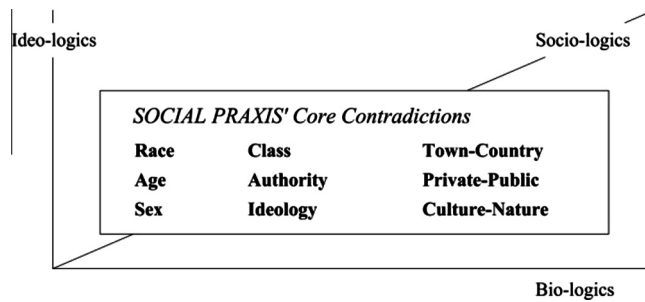 Ideo-logics
Socio-logics
SOCIAL PRAXIS' Core Contradictions
Race Class Town-Country
Age Authority Private-Public
Sex Ideology Culture-Nature
Bio-logics